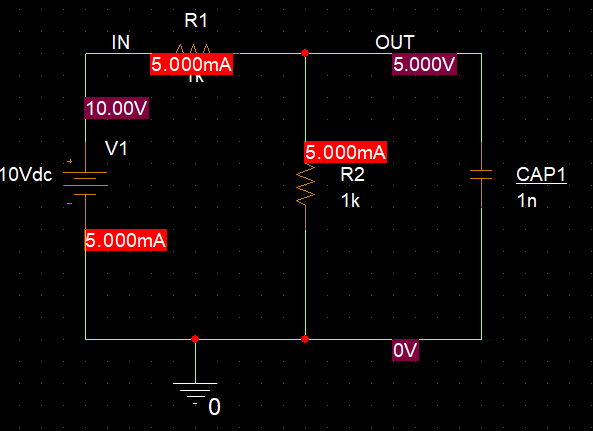 R1
IN
OUT
5.000mA
1k
5.000V
10.00V
V1
5.000mA
10Vdc
R2
CAP1
1k
1n
5.000mA
0V
0